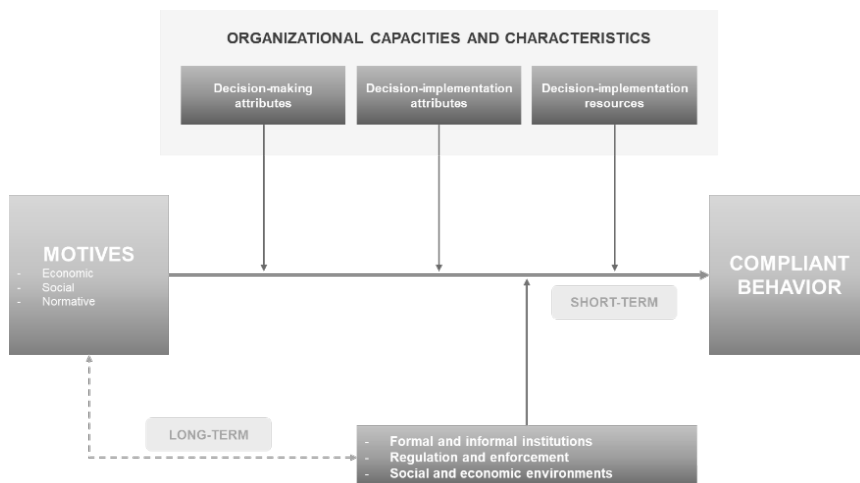 ORGANIZATIONAL CAPACITIES AND CHARACTERISTICS
Decision-making
attributes
Decision-implementation
attributes
Decision-implementation
resources
MOTIVES
- Economic
- Social
- Normative
COMPLIANT
BEHAVIOR
SHORT-TERM
LONG-TERM
- Formal and informal institutions
- Regulation and enforcement
- Social and economic environments